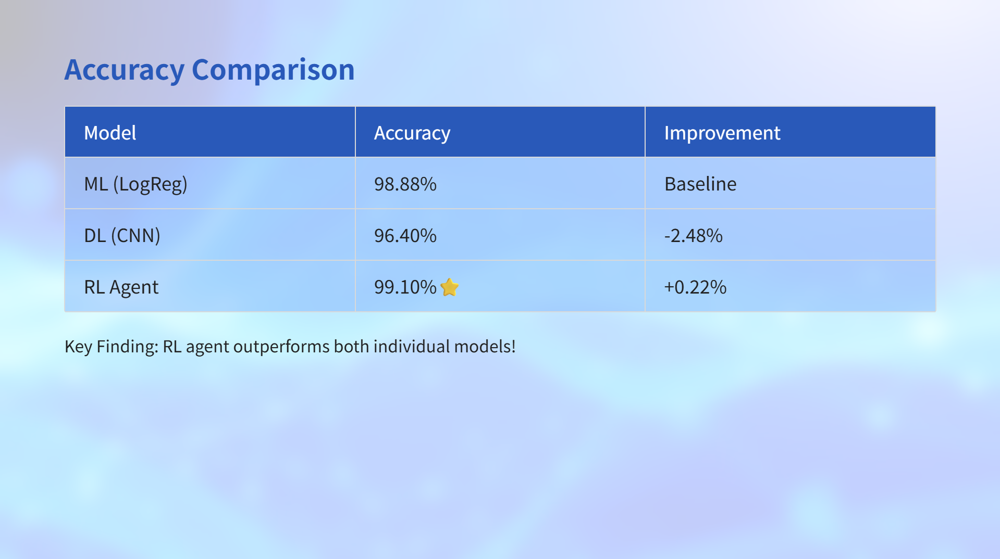 Accuracy Comparison
Model Accuracy Improvement
ML (LogReg) 98.88% Baseline
DL (CNN) 96.40% -2.48%
RL Agent 99.10% ⭐ +0.22%
Key Finding: RL agent outperforms both individual models!